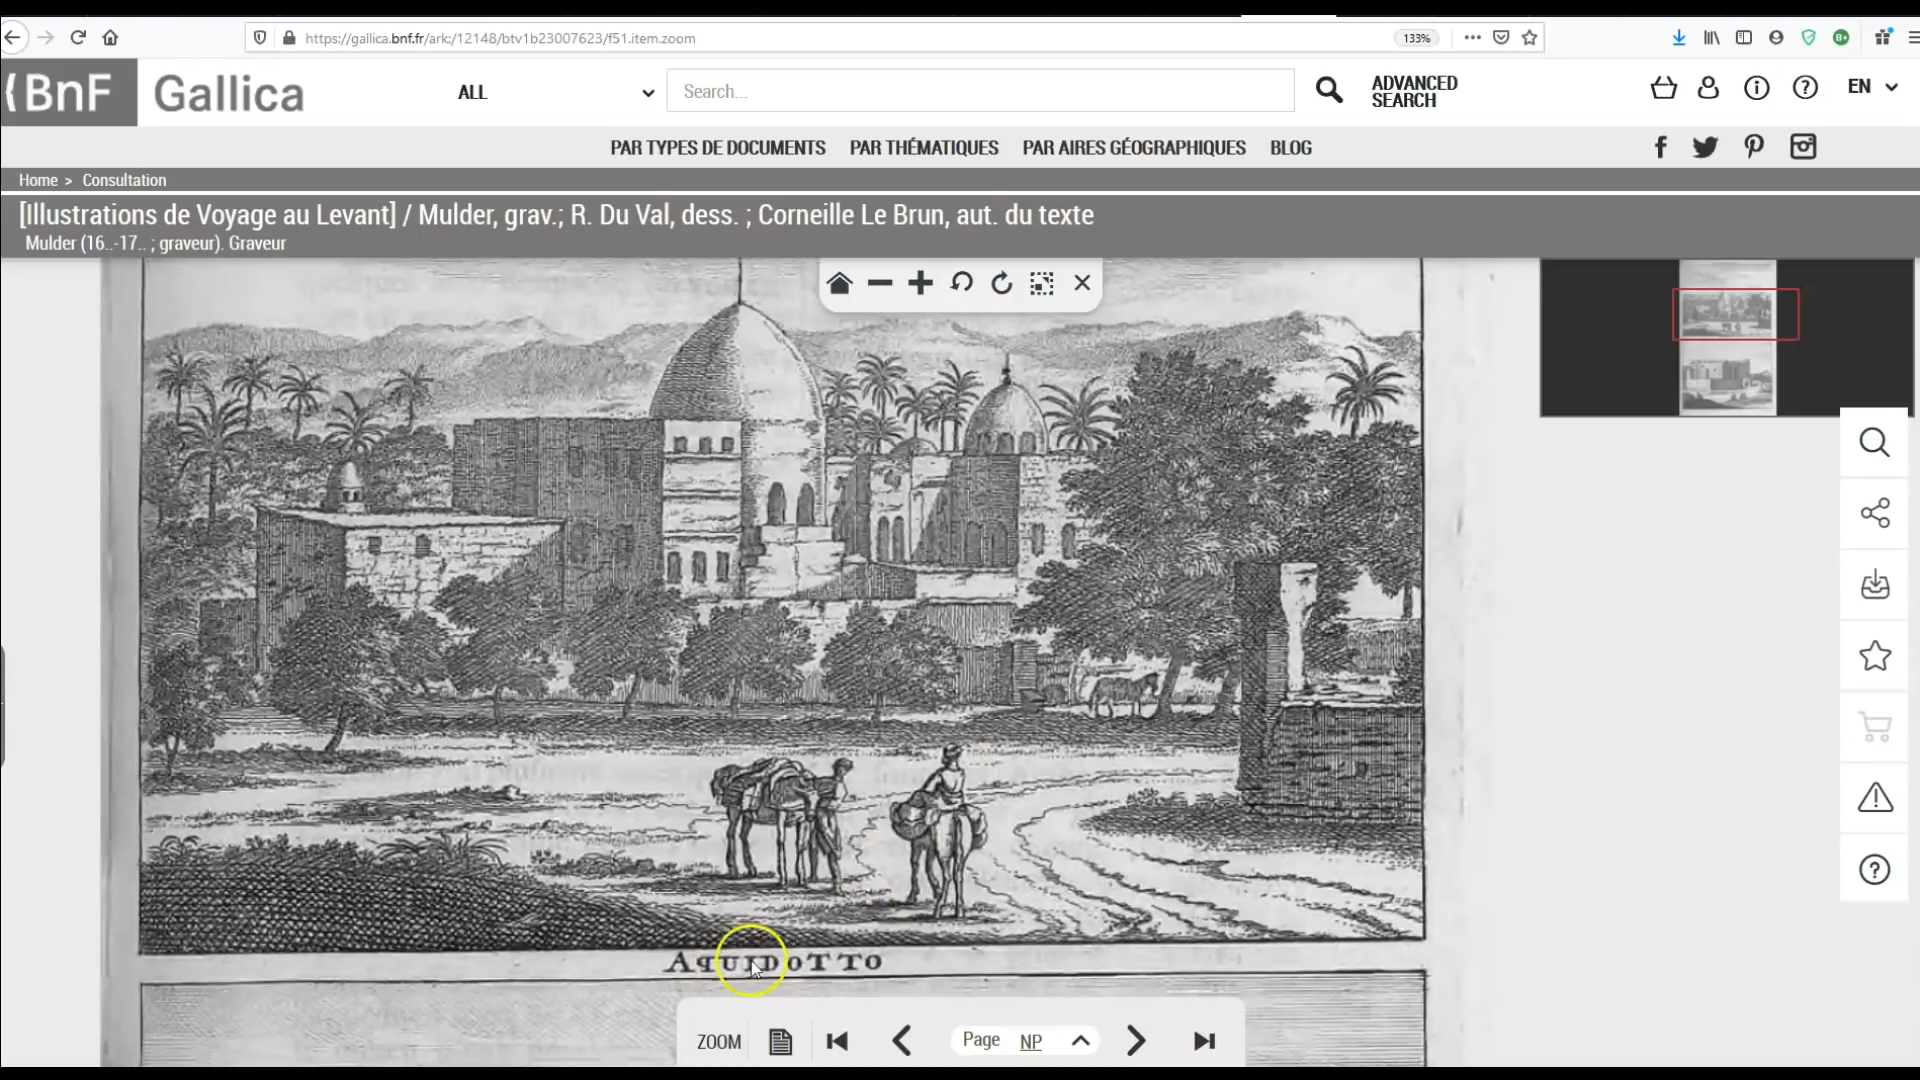 https://gallica.bnf.fr/ark:/12148/btv1b23007623/f51.item.zoom
133%
B+
BnF Gallica
ALL
Search...
ADVANCED
SEARCH
EN
PAR TYPES DE DOCUMENTS PAR THÉMATIQUES PAR AIRES GÉOGRAPHIQUES BLOG
Home > Consultation
[Illustrations de Voyage au Levant] / Mulder, grav.; R. Du Val, dess. ; Corneille Le Brun, aut. du texte
Mulder (16..-17.. ; graveur). Graveur
AqUIDOTTO
ZOOM
Page NP